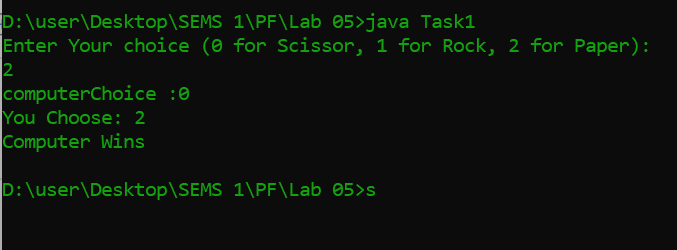 D:\user\Desktop\SEMS 1\PF\Lab 05>java Task1
Enter Your choice (0 for Scissor, 1 for Rock, 2 for Paper):
2
computerChoice :0
You Choose: 2
Computer Wins
D:\user\Desktop\SEMS 1\PF\Lab 05>s